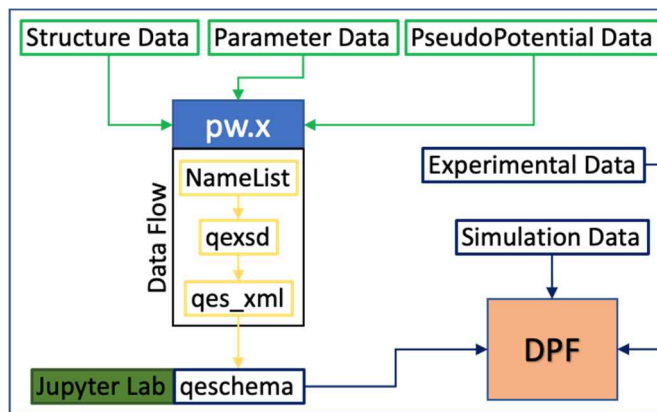 Structure Data
Parameter Data
PseudoPotential Data
pw.x
Data Flow
NameList
qexsd
qes_xml
Experimental Data
Simulation Data
DPF
Jupyter Lab
qeschema